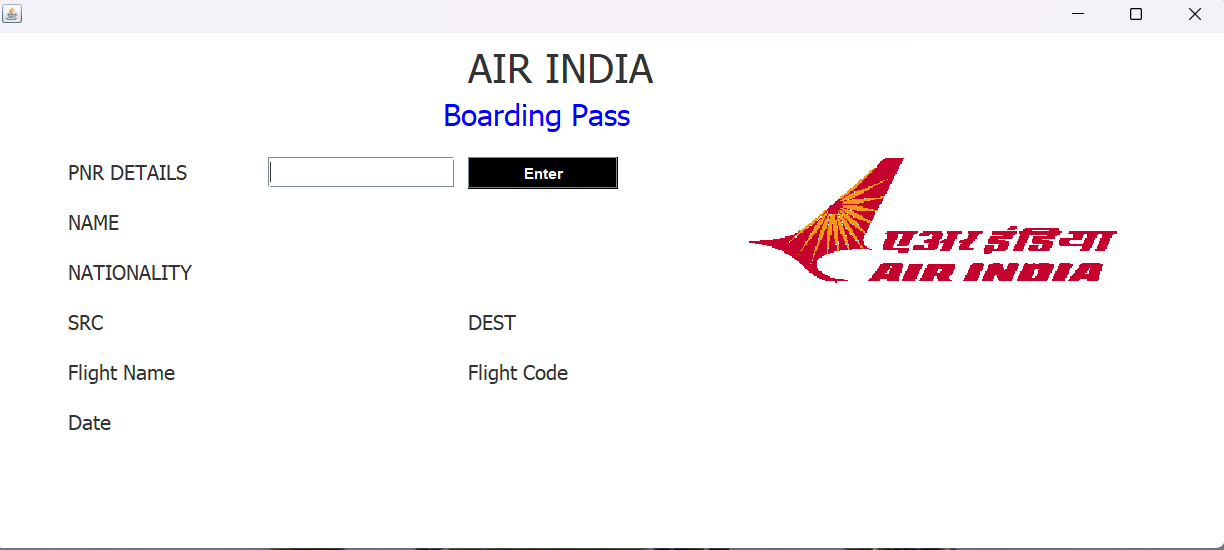 AIR INDIA
Boarding Pass
PNR DETAILS Enter
NAME
एअर इंडिया
AIR INDIA
NATIONALITY
SRC DEST
Flight Name Flight Code
Date